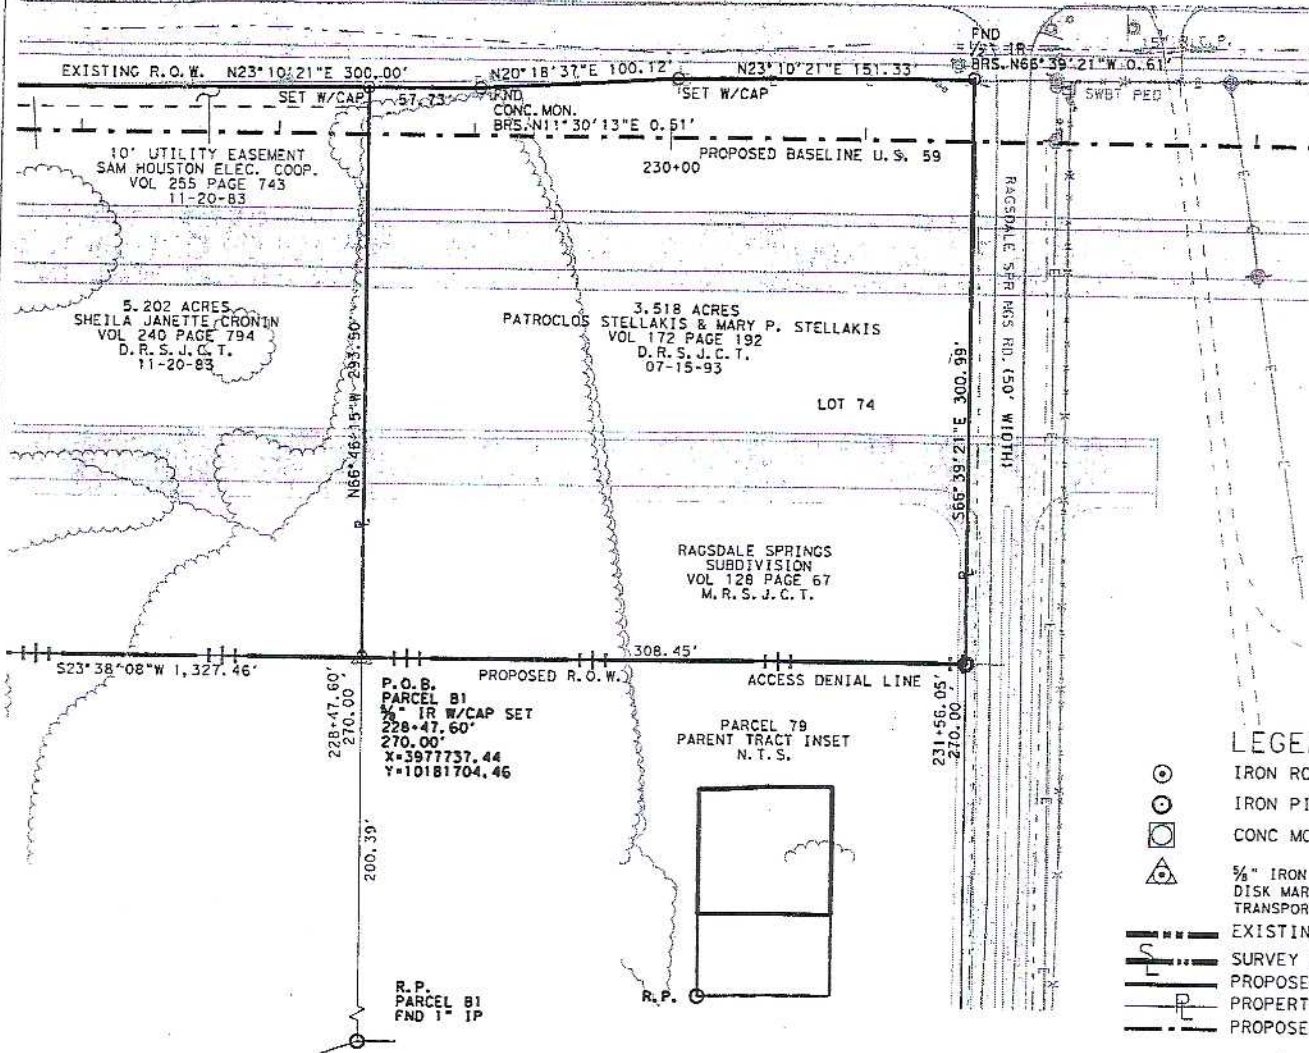 FND
1/2" IR
EXISTING R.O.W. N23°10'21"E 300.00'
N20°18'37"E 100.12'
N23°10'21"E 151.33'
BRS. N66°39'21"W 0.61'
SET W/CAP
57.73'
FND
CONC. MON.
BRS. N11°30'13"E 0.51'
SET W/CAP
SWBT PED
10' UTILITY EASEMENT
SAM HOUSTON ELEC. COOP.
VOL 255 PAGE 743
11-20-83
PROPOSED BASELINE U.S. 59
230+00
RAGSDALE SPRINGS RD. (50' WIDTH)
5.202 ACRES
SHEILA JANETTE CRONIN
VOL 240 PAGE 794
D.R.S.J.C.T.
11-20-83
N66°46'15"W 293.50'
3.518 ACRES
PATROCLOS STELLAKIS & MARY P. STELLAKIS
VOL 172 PAGE 192
D.R.S.J.C.T.
07-15-93
LOT 74
S66°39'21"E 300.99'
RAGSDALE SPRINGS
SUBDIVISION
VOL 128 PAGE 67
M.R.S.J.C.T.
S23°38'08"W 1,327.46'
308.45'
PROPOSED R.O.W.
ACCESS DENIAL LINE
228+47.60'
270.00'
P.O.B.
PARCEL 81
5/8" IR W/CAP SET
228+47.60'
270.00'
X=3977737.44
Y=10181704.46
231+56.05'
270.00'
PARCEL 79
PARENT TRACT INSET
N.T.S.
200.39'
R.P.
PARCEL 81
FND 1" IP
R.P.
LEGE
IRON RO
IRON PI
CONC MO
5/8" IRON
DISK MAR
TRANSPOR
EXISTIN
SURVEY
PROPOSE
PROPERT
PROPOSE